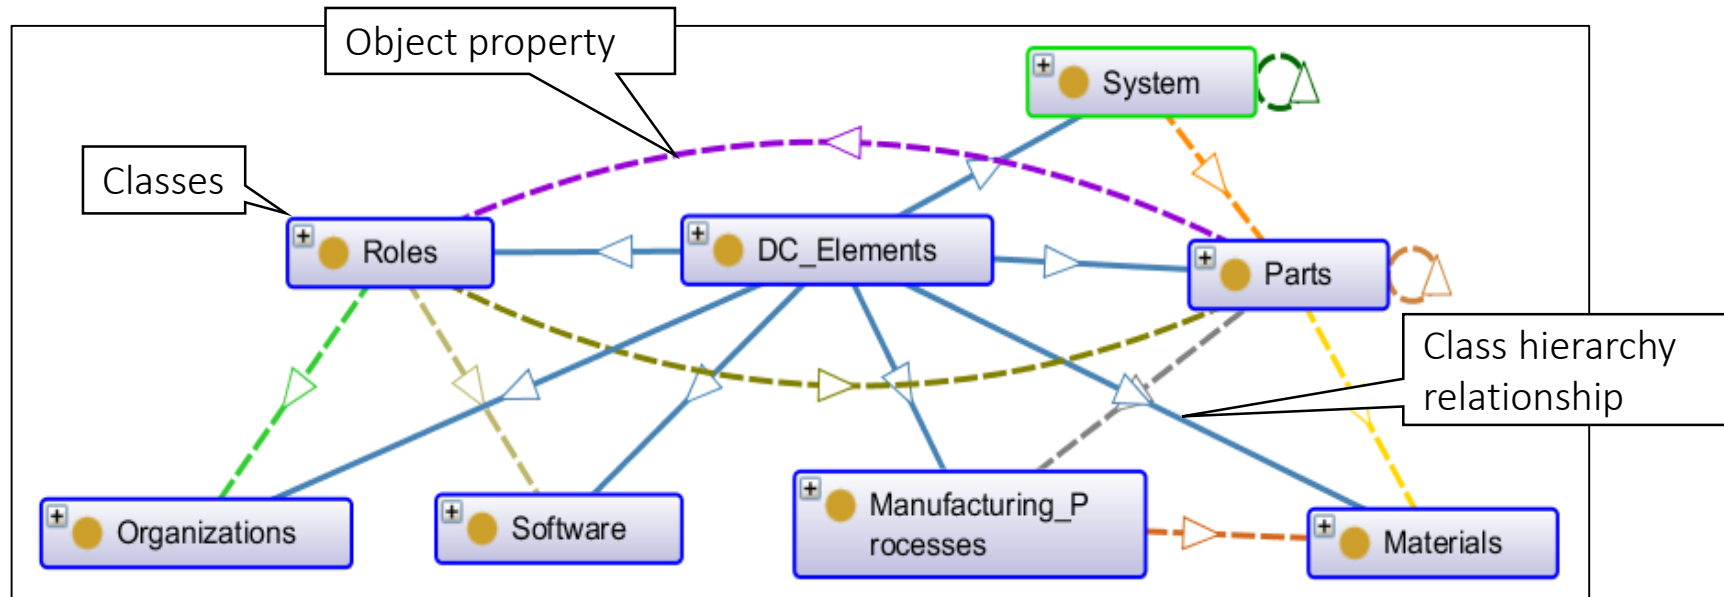 Object property
System
Classes
Roles
DC_Elements
Parts
Class hierarchy
relationship
Organizations
Software
Manufacturing_P
rocesses
Materials